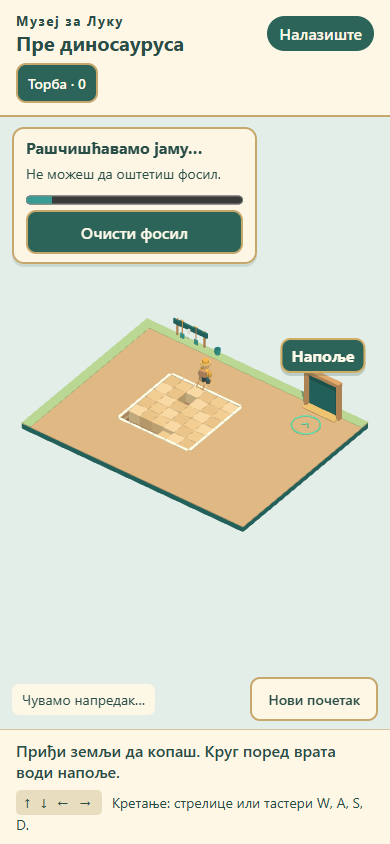 Музеј за Луку
Пре диносауруса
Налазиште
Торба · 0
Рашчишћавамо јаму...
Не можеш да оштетиш фосил.
Очисти фосил
Напоље
Чувамо напредак...
Нови почетак
Приђи земљи да копаш. Круг поред врата
води напоље.
↑ ↓ ← → Кретање: стрелице или тастери W, A, S,
D.